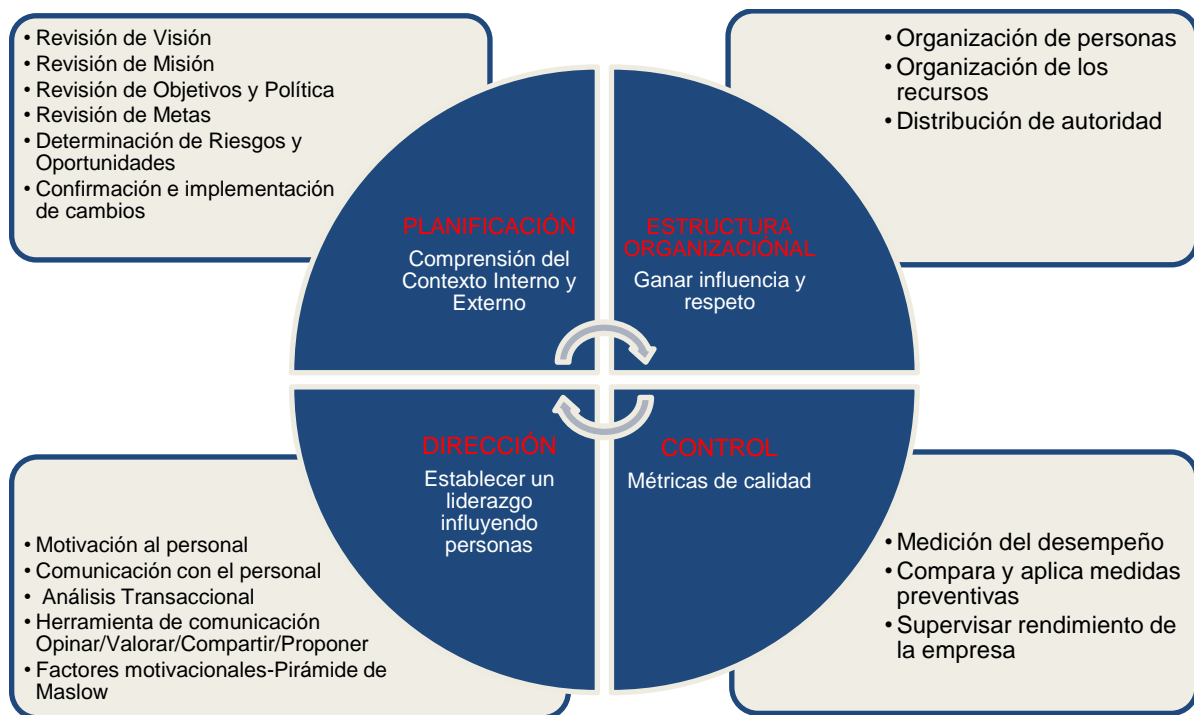 • Revisión de Visión
• Revisión de Misión
• Revisión de Objetivos y Política
• Revisión de Metas
• Determinación de Riesgos y
Oportunidades
• Confirmación e implementación
de cambios
• Organización de personas
• Organización de los
recursos
• Distribución de autoridad
PLANIFICACIÓN
Comprensión del
Contexto Interno y
Externo
ESTRUCTURA
ORGANIZACIÓNAL
Ganar influencia y
respeto
DIRECCIÓN
Establecer un
liderazgo
influyendo
personas
CONTROL
Métricas de calidad
• Motivación al personal
• Comunicación con el personal
• Análisis Transaccional
• Herramienta de comunicación
Opinar/Valorar/Compartir/Proponer
• Factores motivacionales-Pirámide de
Maslow
• Medición del desempeño
• Compara y aplica medidas
preventivas
• Supervisar rendimiento de
la empresa